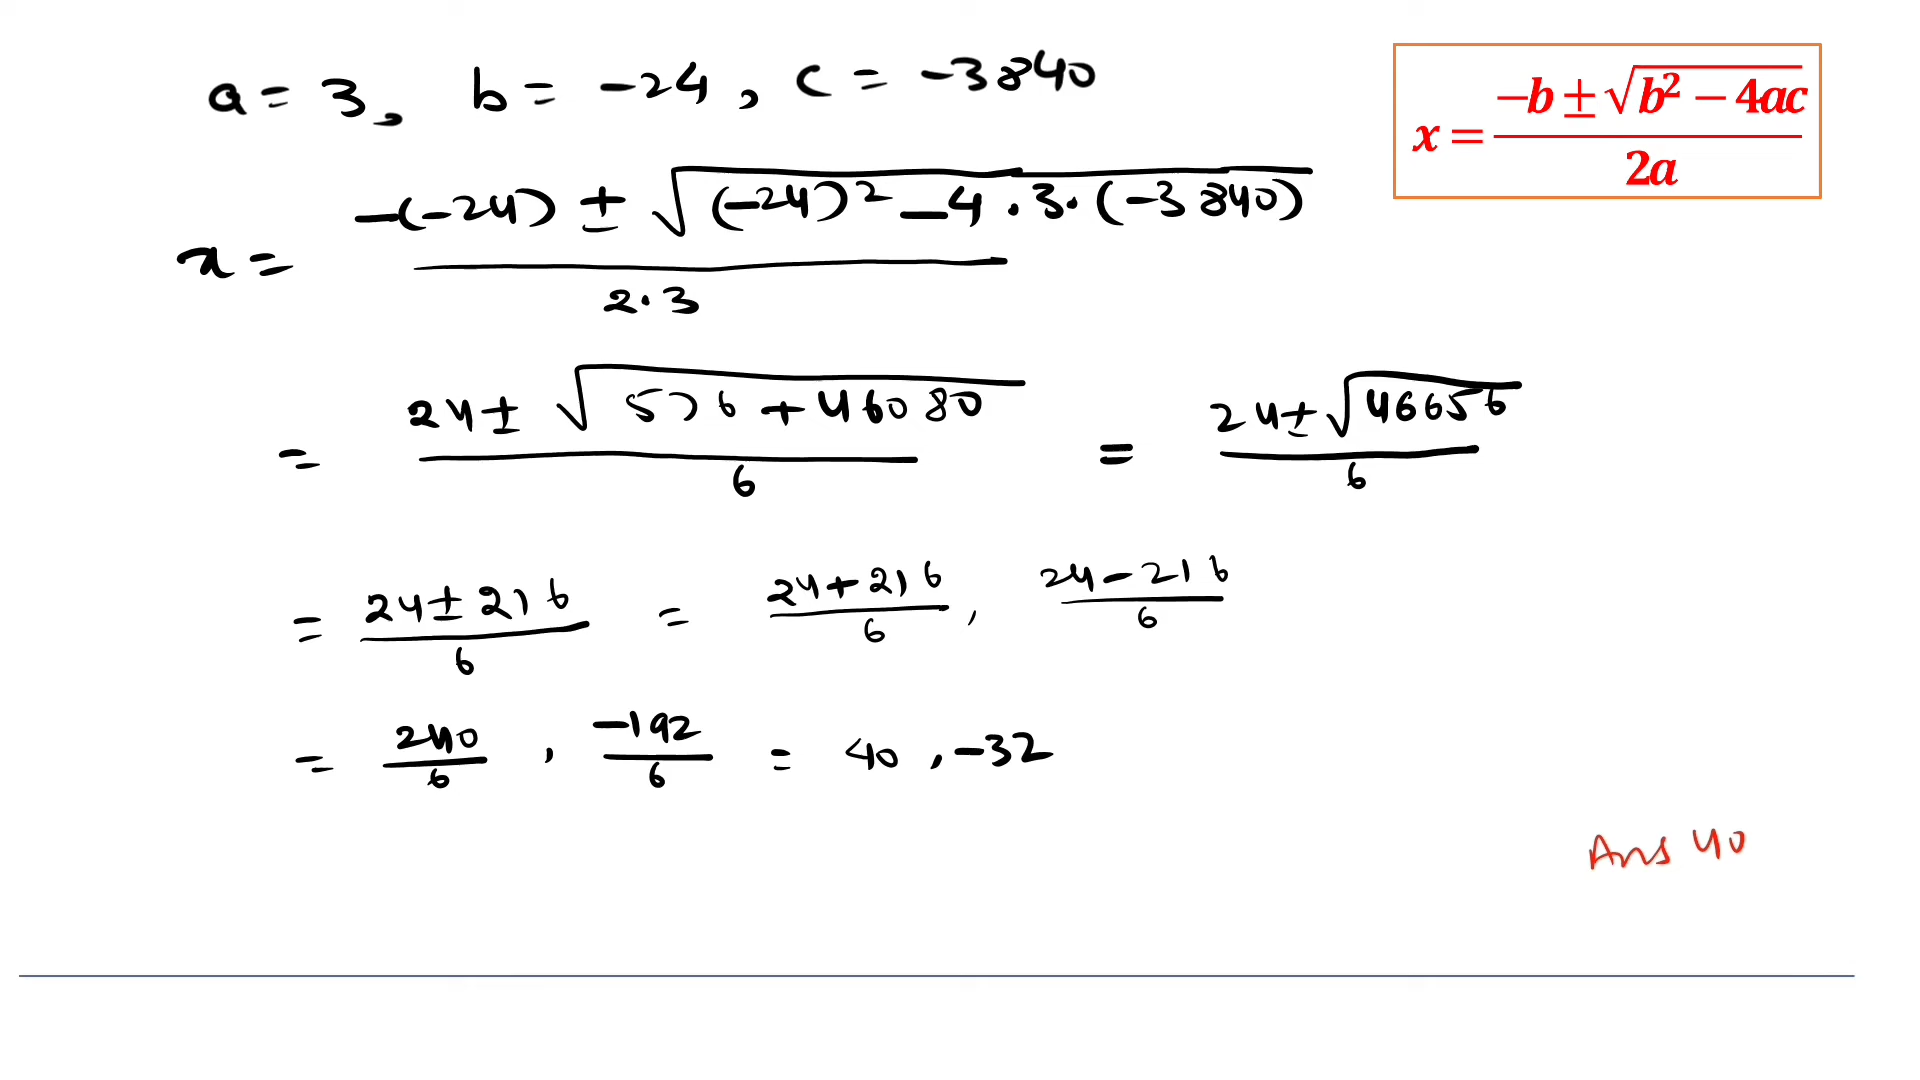 a = 3, b = -24, c = -3840
x = (-b ± √(b² - 4ac)) / 2a
x = (-(-24) ± √((-24)² - 4 . 3 . (-3840))) / 2.3
= (24 ± √(576 + 46080)) / 6 = (24 ± √46656) / 6
= (24 ± 216) / 6 = (24 + 216) / 6 , (24 - 216) / 6
= 240 / 6 , -192 / 6 = 40 , -32
Ans 40